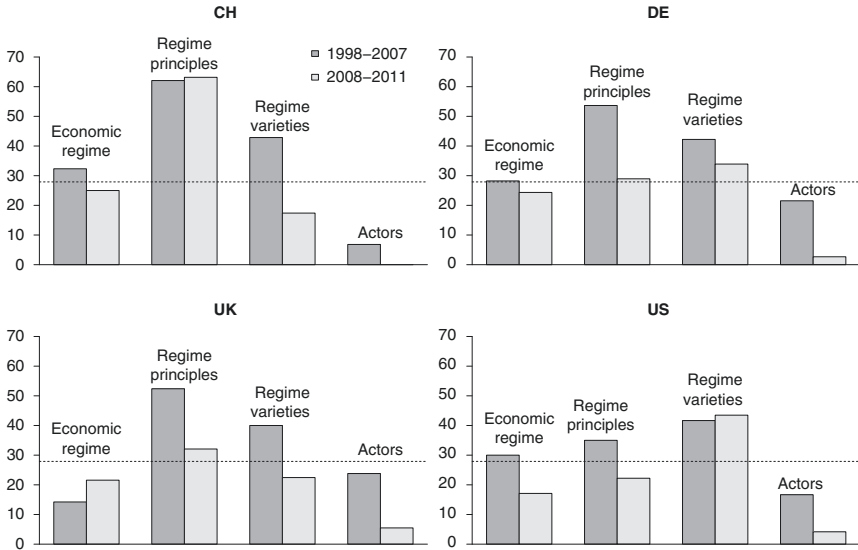 CH
70
60
50
40
30
20
10
0
Economic
regime
Regime
principles
Regime
varieties
Actors
1998–2007
2008–2011
DE
70
60
50
40
30
20
10
0
Economic
regime
Regime
principles
Regime
varieties
Actors
UK
70
60
50
40
30
20
10
0
Economic
regime
Regime
principles
Regime
varieties
Actors
US
70
60
50
40
30
20
10
0
Economic
regime
Regime
principles
Regime
varieties
Actors